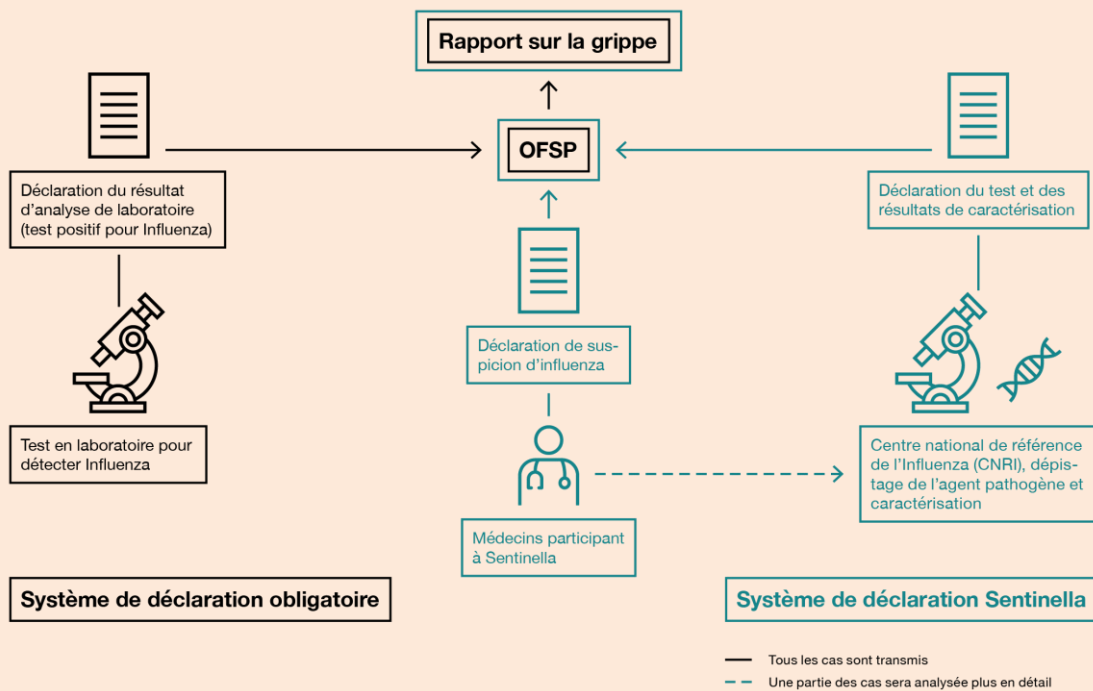 Rapport sur la grippe
OFSP
Déclaration du résultat
d’analyse de laboratoire
(test positif pour Influenza)
Déclaration du test et des
résultats de caractérisation
Déclaration de sus-
picion d’influenza
Test en laboratoire pour
détecter Influenza
Centre national de référence
de l’Influenza (CNRI), dépis-
tage de l’agent pathogène et
caractérisation
Médecins participant
à Sentinella
Système de déclaration obligatoire
Système de déclaration Sentinella
Tous les cas sont transmis
Une partie des cas sera analysée plus en détail